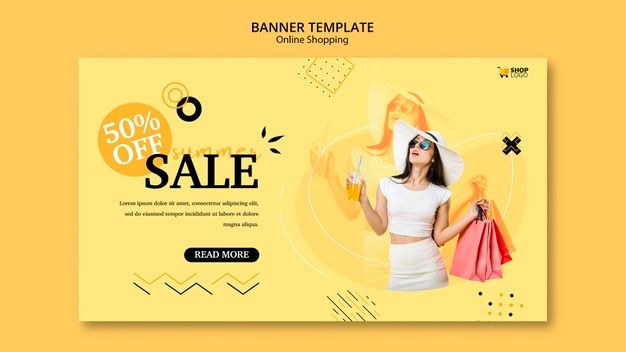 BANNER TEMPLATE
Online Shopping
SHOP
LOGO
50%
OFF
summer
SALE
Lorem ipsum dolor sit amet, consectetur adipiscing elit,
sed do eiusmod tempor incididunt ut labore et dolore
magna aliqua.
READ MORE